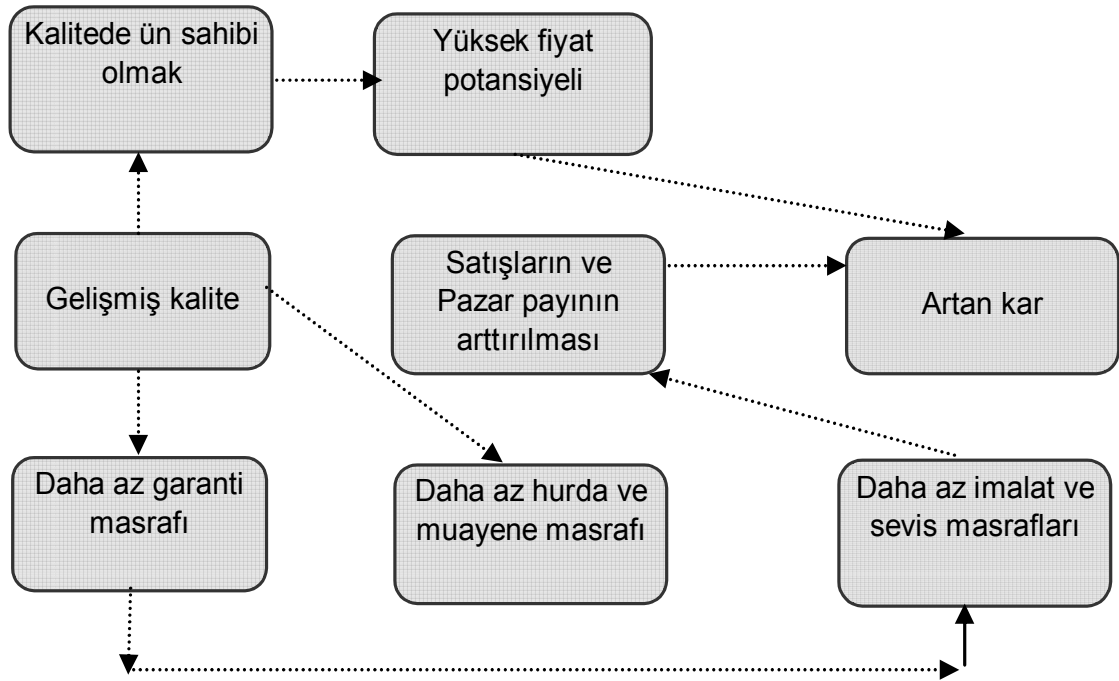 Kalitede ün sahibi
olmak
Yüksek fiyat
potansiyeli
Gelişmiş kalite
Satışların ve
Pazar payının
arttırılması
Artan kar
Daha az garanti
masrafı
Daha az hurda ve
muayene masrafı
Daha az imalat ve
sevis masrafları